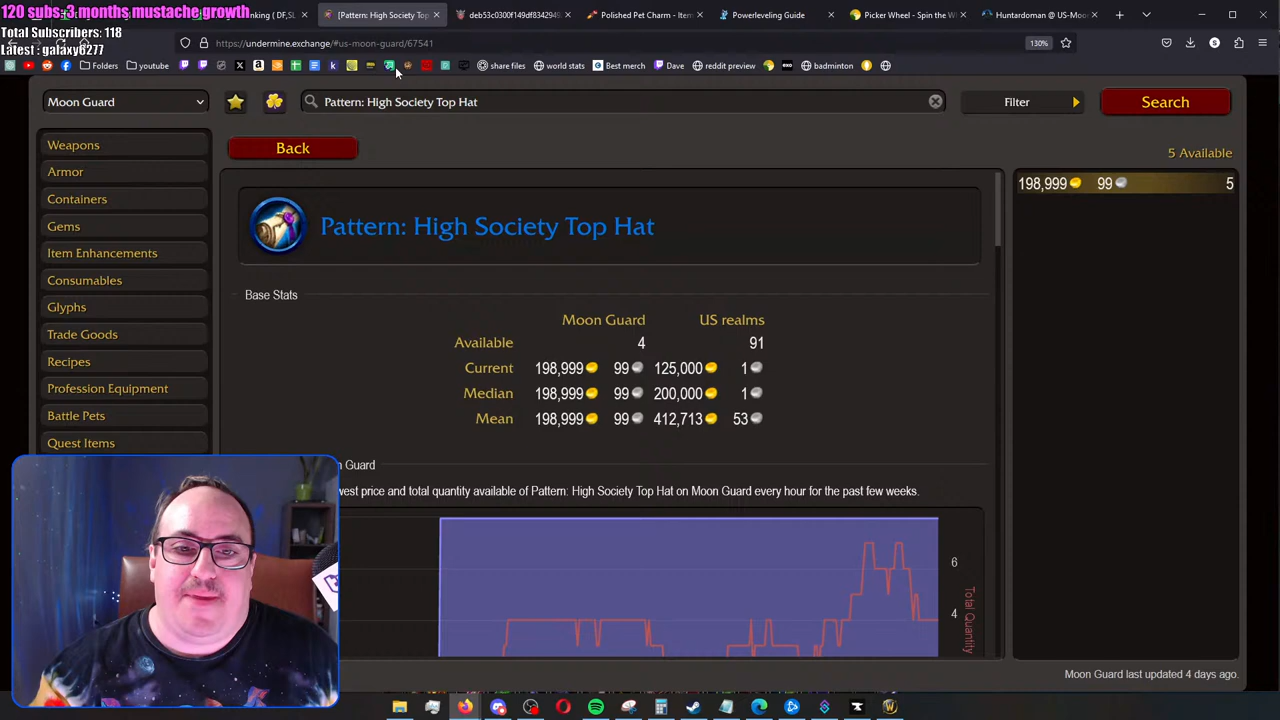 120 subs: 3 months mustache growth
Total Subscribers: 118
Latest : galaxy6277
[Pattern: High Society Top
deb53c0300f149df834294
Polished Pet Charm - Item
Powerleveling Guide
Picker Wheel - Spin the W
Huntardoman @ US-Moo
https://undermine.exchange/#us-moon-guard/67541
130%
Folders
youtube
share files
world stats
Best merch
Dave
reddit preview
exo
badminton
Moon Guard
Pattern: High Society Top Hat
Filter
Search
Back
5 Available
Weapons
Armor
Containers
Gems
Item Enhancements
Consumables
Glyphs
Trade Goods
Recipes
Profession Equipment
Battle Pets
Quest Items
198,999 99 5
Pattern: High Society Top Hat
Base Stats
Moon Guard US realms
Available 4 91
Current 198,999 99 125,000 1
Median 198,999 99 200,000 1
Mean 198,999 99 412,713 53
Guard
price and total quantity available of Pattern: High Society Top Hat on Moon Guard every hour for the past few weeks.
6
4
Total Quantity
Moon Guard last updated 4 days ago.